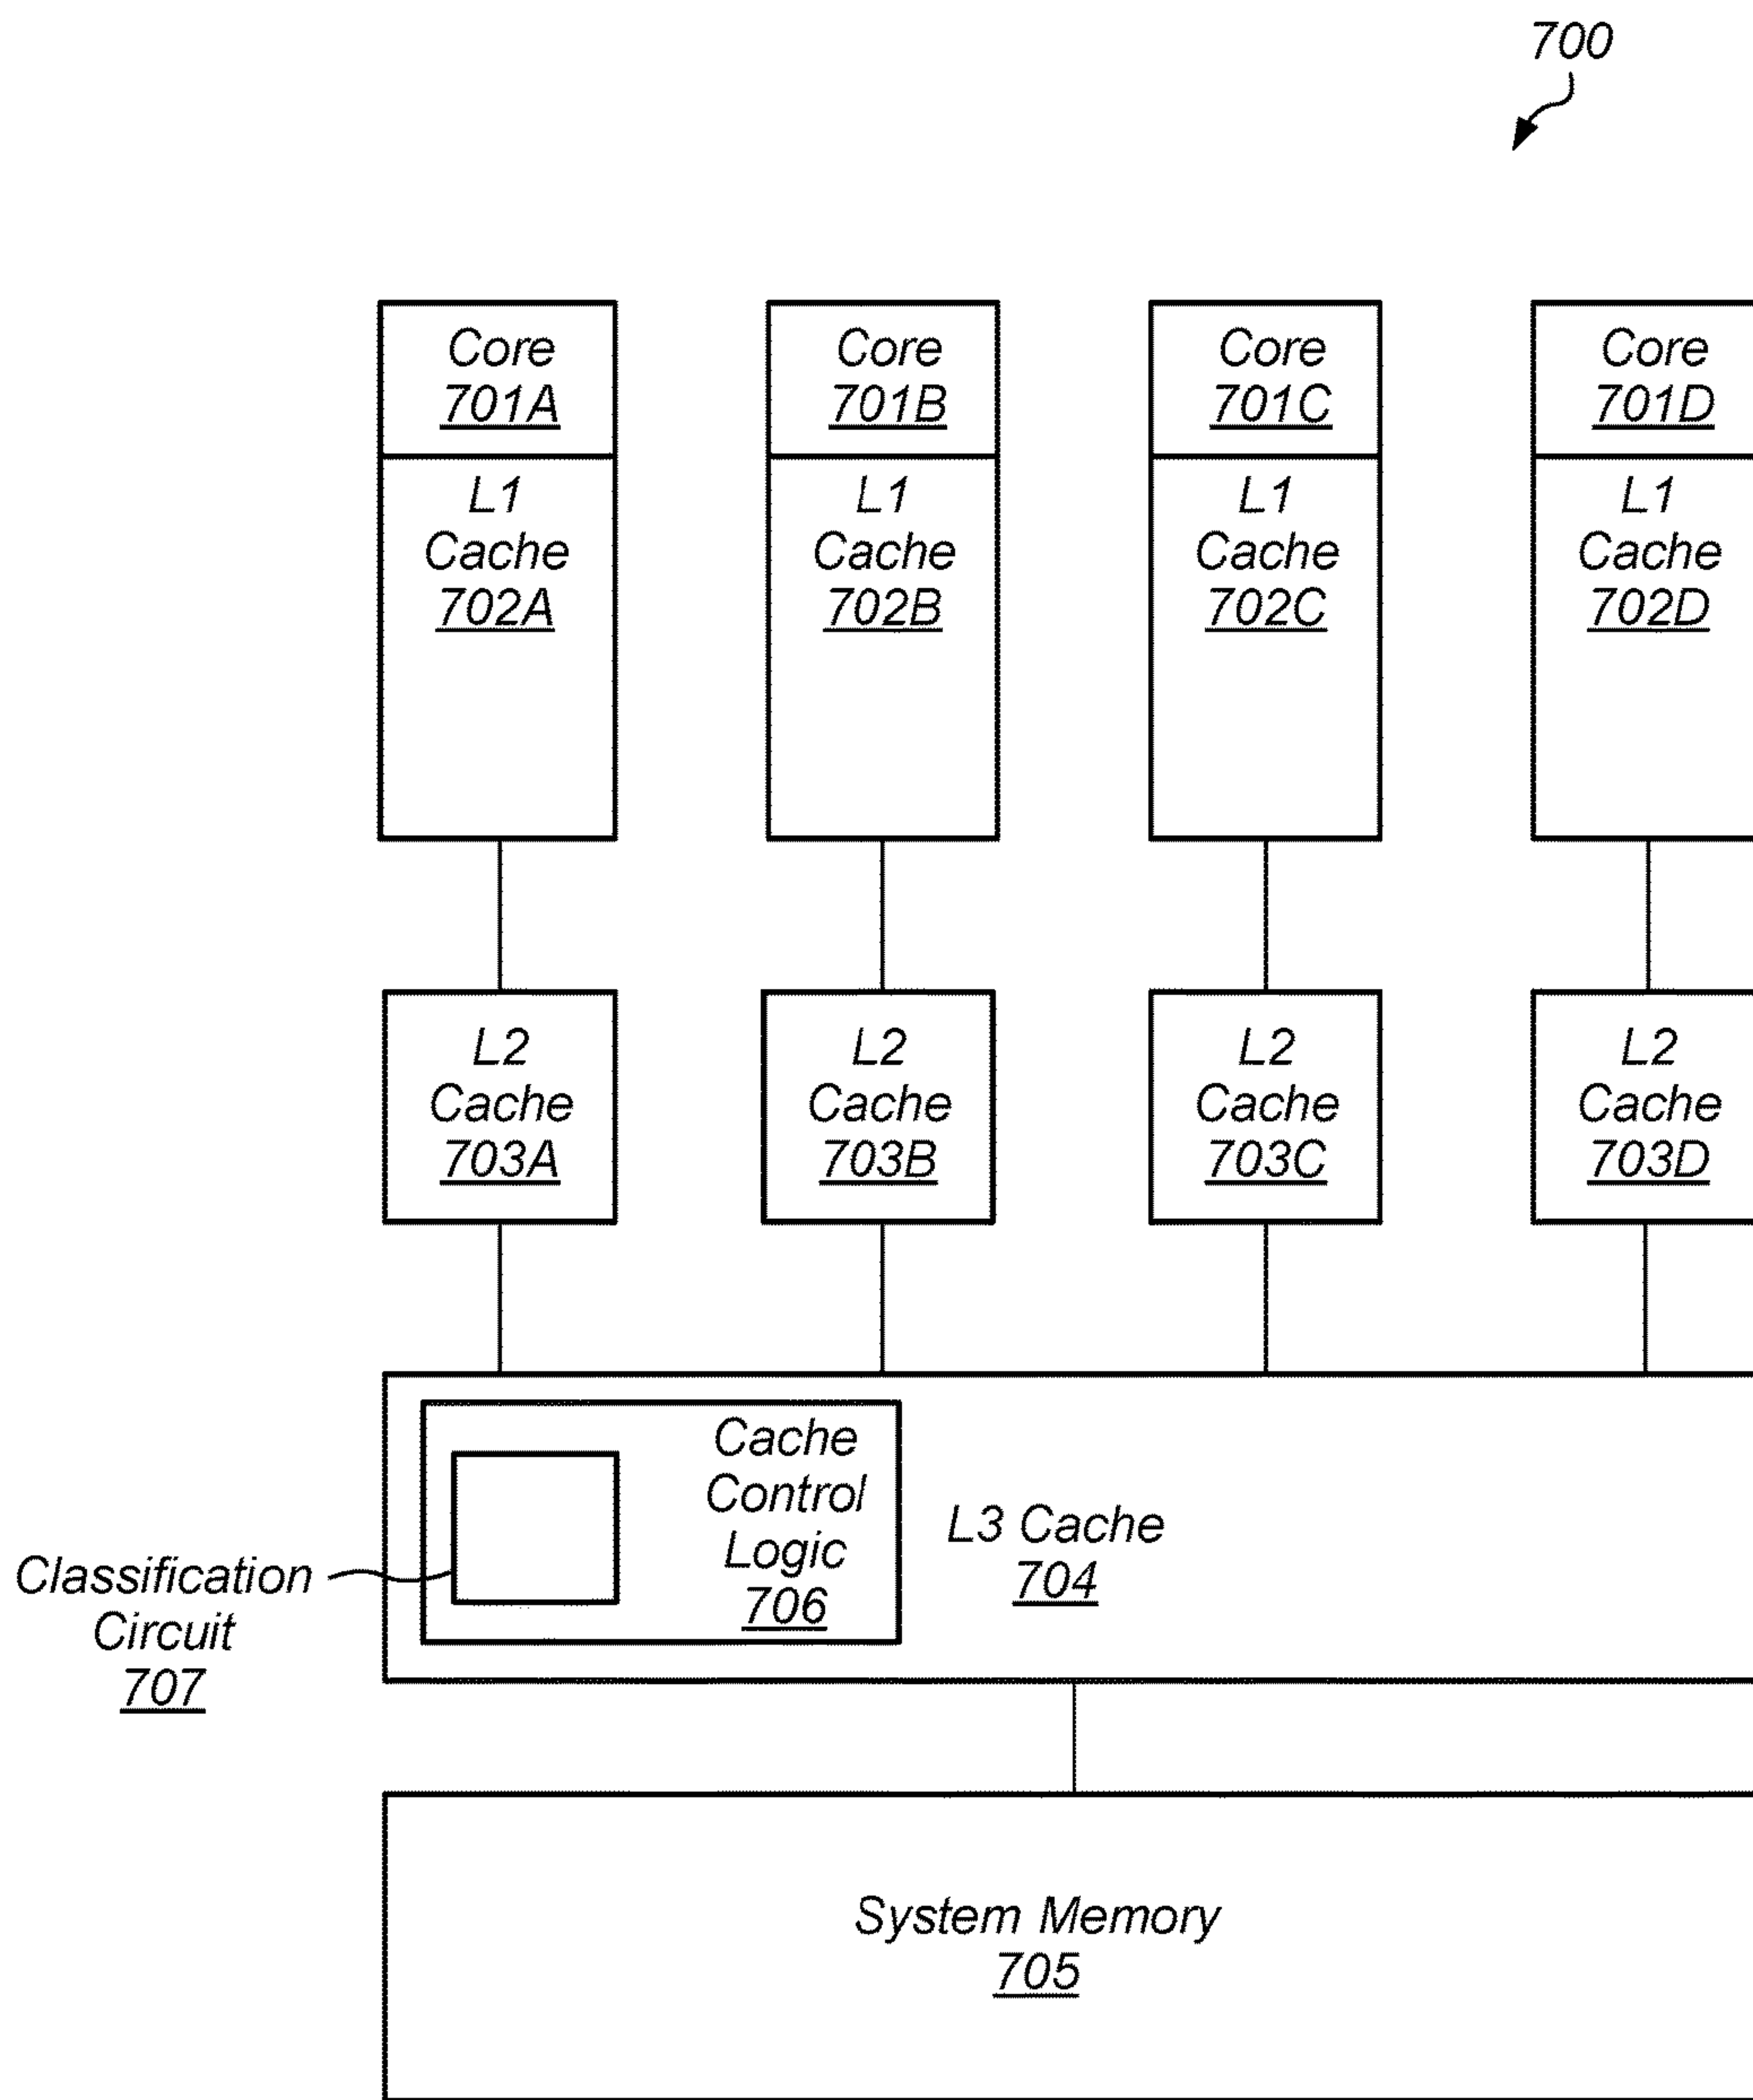 700
Core
701A
Core
701B
Core
701C
Core
701D
L1
Cache
702A
L1
Cache
702B
L1
Cache
702C
L1
Cache
702D
L2
Cache
703A
L2
Cache
703B
L2
Cache
703C
L2
Cache
703D
Cache
Control
Logic
706
L3 Cache
704
Classification
Circuit
707
System Memory
705